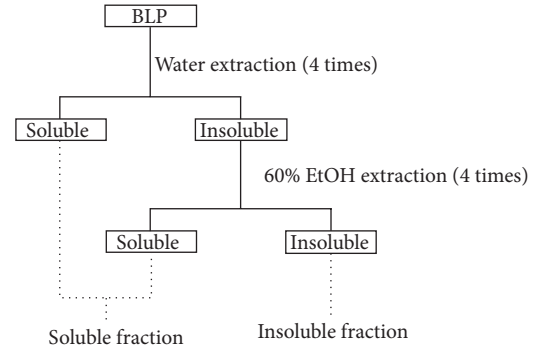 BLP
Water extraction (4 times)
Soluble
Insoluble
60% EtOH extraction (4 times)
Soluble
Insoluble
Soluble fraction
Insoluble fraction